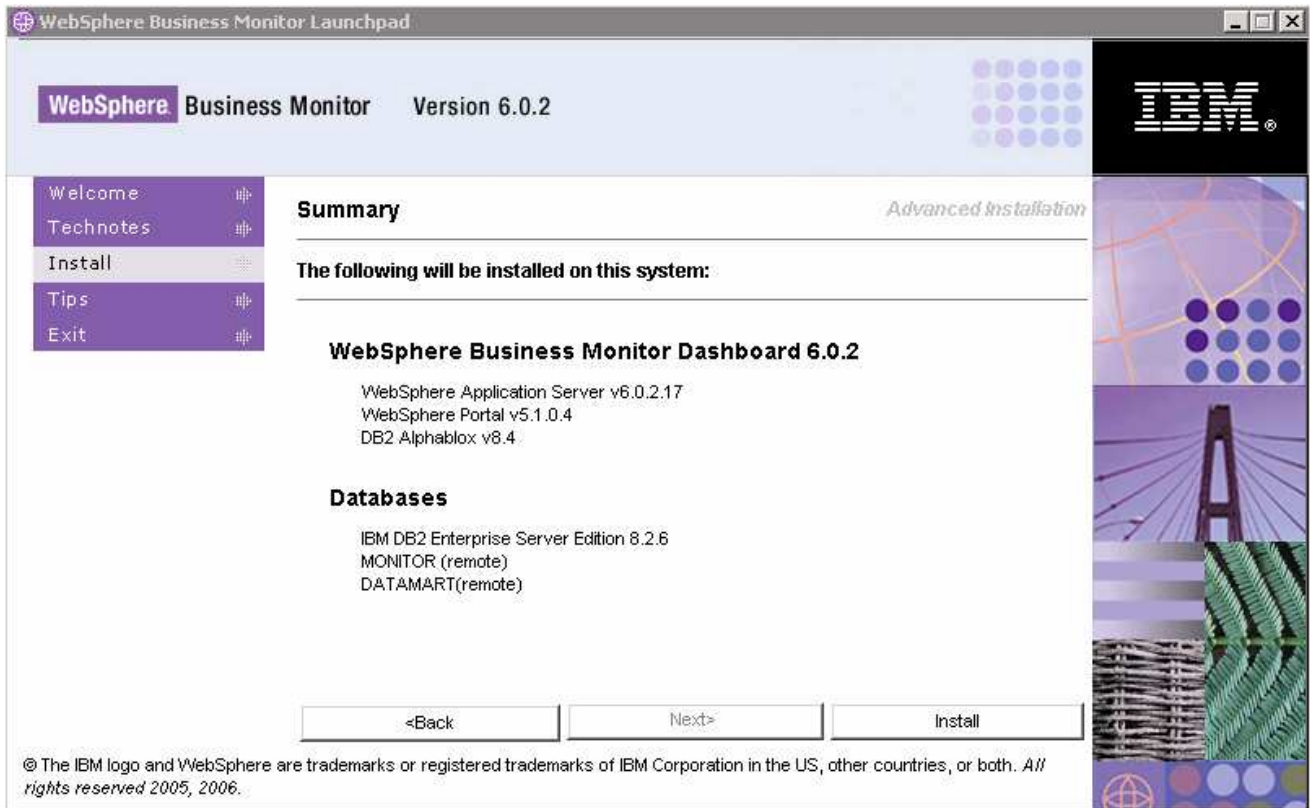 WebSphere Business Monitor Launchpad
WebSphere Business Monitor Version 6.0.2
IBM®
Welcome
Technotes
Install
Tips
Exit
Summary
Advanced Installation
The following will be installed on this system:
WebSphere Business Monitor Dashboard 6.0.2
WebSphere Application Server v6.0.2.17
WebSphere Portal v5.1.0.4
DB2 Alphablox v8.4
Databases
IBM DB2 Enterprise Server Edition 8.2.6
MONITOR (remote)
DATAMART(remote)
<Back
Next>
Install
© The IBM logo and WebSphere are trademarks or registered trademarks of IBM Corporation in the US, other countries, or both. All
rights reserved 2005, 2006.